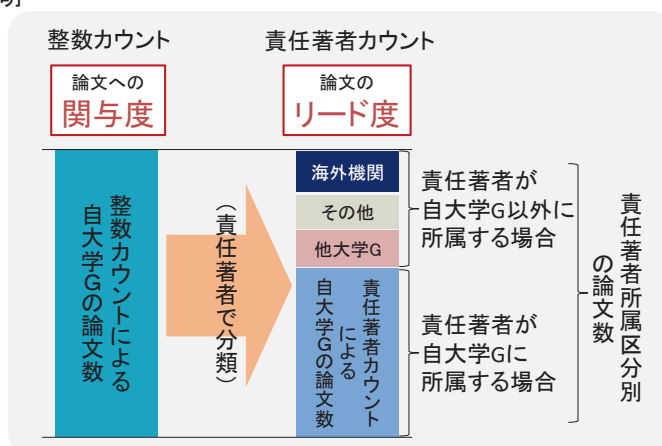 整数カウント
論文への
関与度
整数カウントによる
自大学Gの論文数
（責任著者で分類）
責任著者カウント
論文の
リード度
海外機関
その他
他大学G
責任著者カウント
による
自大学Gの論文数
責任著者が
自大学G以外に
所属する場合
責任著者が
自大学Gに
所属する場合
責任著者所属区分別
の論文数